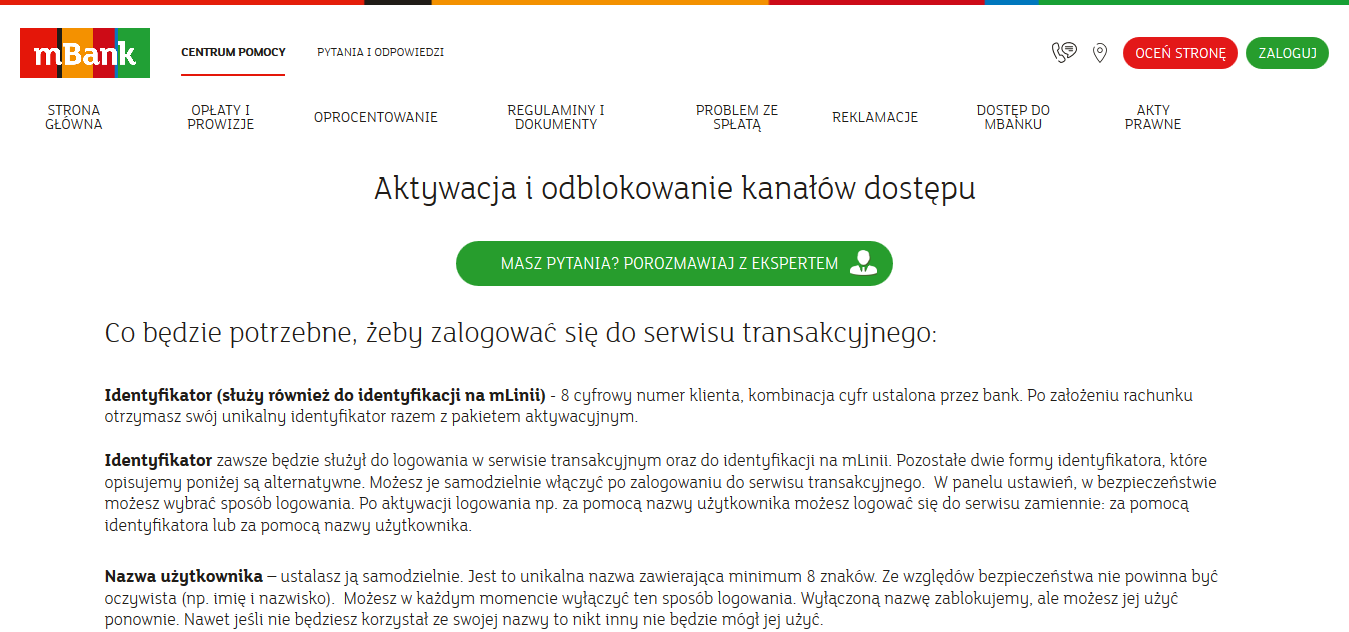 mBank
CENTRUM POMOCY
PYTANIA I ODPOWIEDZI
OCEŃ STRONĘ
ZALOGUJ
STRONA
GŁÓWNA
OPŁATY I
PROWIZJE
OPROCENTOWANIE
REGULAMINY I
DOKUMENTY
PROBLEM ZE
SPŁATĄ
REKLAMACJE
DOSTĘP DO
MBANKU
AKTY
PRAWNE
Aktywacja i odblokowanie kanałów dostępu
MASZ PYTANIA? POROZMAWIAJ Z EKSPERTEM
Co będzie potrzebne, żeby zalogować się do serwisu transakcyjnego:
Identyfikator (służy również do identyfikacji na mLinii) - 8 cyfrowy numer klienta, kombinacja cyfr ustalona przez bank. Po założeniu rachunku
otrzymasz swój unikalny identyfikator razem z pakietem aktywacyjnym.
Identyfikator zawsze będzie służył do logowania w serwisie transakcyjnym oraz do identyfikacji na mLinii. Pozostałe dwie formy identyfikatora, które
opisujemy poniżej są alternatywne. Możesz je samodzielnie włączyć po zalogowaniu do serwisu transakcyjnego. W panelu ustawień, w bezpieczeństwie
możesz wybrać sposób logowania. Po aktywacji logowania np. za pomocą nazwy użytkownika możesz logować się do serwisu zamiennie: za pomocą
identyfikatora lub za pomocą nazwy użytkownika.
Nazwa użytkownika – ustalasz ją samodzielnie. Jest to unikalna nazwa zawierająca minimum 8 znaków. Ze względów bezpieczeństwa nie powinna być
oczywista (np. imię i nazwisko). Możesz w każdym momencie wyłączyć ten sposób logowania. Wyłączoną nazwę zablokujemy, ale możesz jej użyć
ponownie. Nawet jeśli nie będziesz korzystał ze swojej nazwy to nikt inny nie będzie mógł jej użyć.